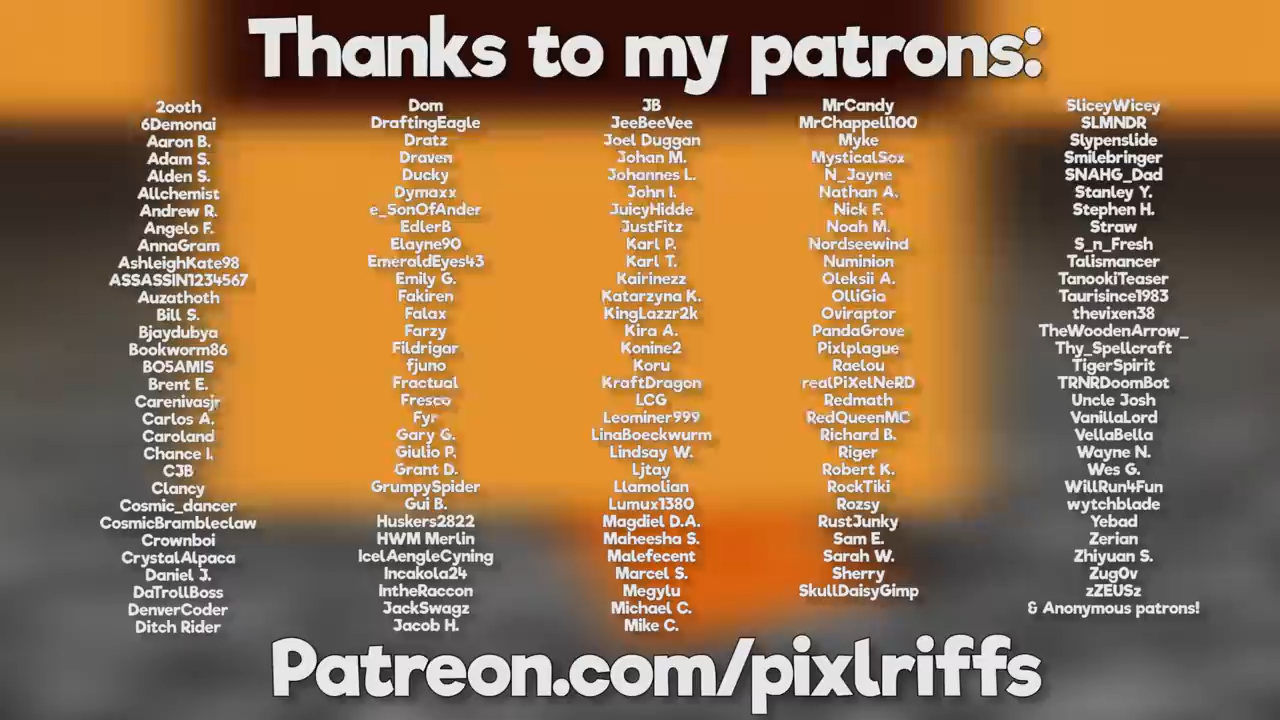 Thanks to my patrons:
2ooth
6Demonai
Aaron B.
Adam S.
Alden S.
Allchemist
Andrew R.
Angelo F.
AnnaGram
AshleighKate98
ASSASSIN1234567
Auzathoth
Bill S.
Bjaydubya
Bookworm86
BO5AMIS
Brent E.
Carenivasjr
Carlos A.
Caroland
Chance I.
CJB
Clancy
Cosmic_dancer
CosmicBrambleclaw
Crownboi
CrystalAlpaca
Daniel J.
DaTrollBoss
DenverCoder
Ditch Rider
Dom
DraftingEagle
Dratz
Draven
Ducky
Dymaxx
e_SonOfAnder
EdlerB
Elayne90
EmeraldEyes43
Emily G.
Fakiren
Falax
Farzy
Fildrigar
fjuno
Fractual
Fresco
Fyr
Gary G.
Giulio P.
Grant D.
GrumpySpider
Gui B.
Huskers2822
HWM Merlin
IcelAengleCyning
Incakola24
IntheRaccon
JackSwagz
Jacob H.
JB
JeeBeeVee
Joel Duggan
Johan M.
Johannes L.
John I.
JuicyHidde
JustFitz
Karl P.
Karl T.
Kairinezz
Katarzyna K.
KingLazzr2k
Kira A.
Konine2
Koru
KraftDragon
LCG
Leominer999
LinaBoeckwurm
Lindsay W.
Ljtay
Llamolian
Lumux1380
Magdiel D.A.
Maheesha S.
Malefecent
Marcel S.
Megylu
Michael C.
Mike C.
MrCandy
MrChappell100
Myke
MysticalSox
N_Jayne
Nathan A.
Nick F.
Noah M.
Nordseewind
Numinion
Oleksii A.
OlliGia
Oviraptor
PandaGrove
Pixlplague
Raelou
realPiXelNeRD
Redmath
RedQueenMC
Richard B.
Riger
Robert K.
RockTiki
Rozsy
RustJunky
Sam E.
Sarah W.
Sherry
SkullDaisyGimp
SliceyWicey
SLMNDR
Slypenslide
Smilebringer
SNAHG_Dad
Stanley Y.
Stephen H.
Straw
S_n_Fresh
Talismancer
TanookiTeaser
Taurisince1983
thevixen38
TheWoodenArrow_
Thy_Spellcraft
TigerSpirit
TRNRDoomBot
Uncle Josh
VanillaLord
VellaBella
Wayne N.
Wes G.
WillRun4Fun
wytchblade
Yebad
Zerian
Zhiyuan S.
Zug0v
zZEUSz
& Anonymous patrons!
Patreon.com/pixlriffs